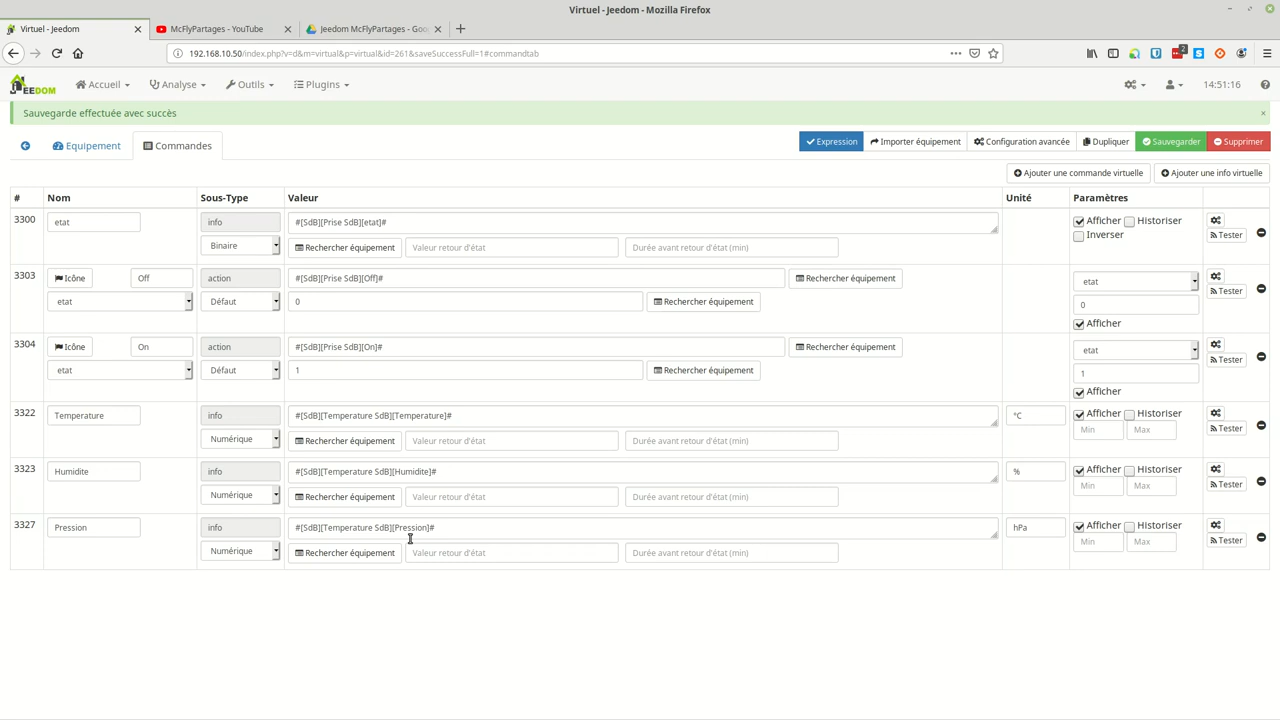 Virtuel - Jeedom - Mozilla Firefox
Virtuel - Jeedom
McFlyPartages - YouTube
Jeedom McFlyPartages - Goo
192.168.10.50/index.php?v=d&m=virtual&p=virtual&id=261&saveSuccessFull=1#commandtab
2
JEEDOM Accueil Analyse Outils Plugins 14:51:16
Sauvegarde effectuée avec succès
Equipement Commandes Expression Importer équipement Configuration avancée Dupliquer Sauvegarder Supprimer
Ajouter une commande virtuelle Ajouter une info virtuelle
# Nom Sous-Type Valeur Unité Paramètres
3300 etat info #[SdB][Prise SdB][etat]# Afficher Historiser
Inverser Tester
Binaire Rechercher équipement Valeur retour d'état Durée avant retour d'état (min)
3303 Icône Off action #[SdB][Prise SdB][Off]# Rechercher équipement etat Tester
etat Défaut 0 Rechercher équipement 0
Afficher
3304 Icône On action #[SdB][Prise SdB][On]# Rechercher équipement etat Tester
etat Défaut 1 Rechercher équipement 1
Afficher
3322 Temperature info #[SdB][Temperature SdB][Temperature]# °C Afficher Historiser
Numérique Rechercher équipement Valeur retour d'état Durée avant retour d'état (min) Min Max Tester
3323 Humidite info #[SdB][Temperature SdB][Humidite]# % Afficher Historiser
Numérique Rechercher équipement Valeur retour d'état Durée avant retour d'état (min) Min Max Tester
3327 Pression info #[SdB][Temperature SdB][Pression]# hPa Afficher Historiser
Numérique Rechercher équipement Valeur retour d'état Durée avant retour d'état (min) Min Max Tester